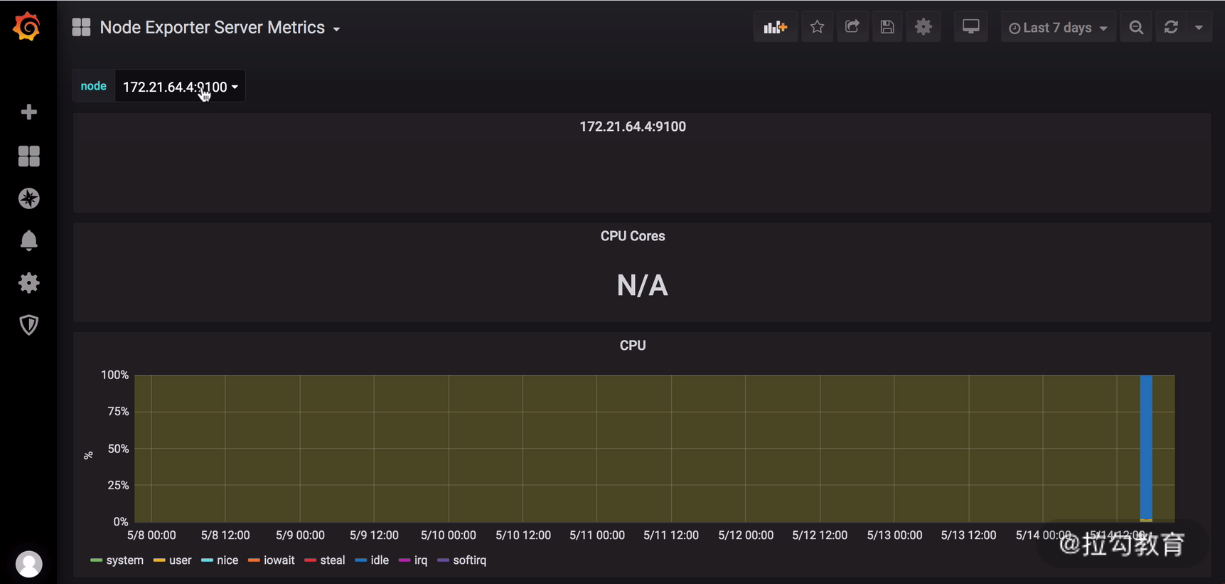 Node Exporter Server Metrics
Last 7 days
node 172.21.64.4:9100
172.21.64.4:9100
CPU Cores
N/A
CPU
100%
75%
50%
25%
0%
%
5/8 00:00 5/8 12:00 5/9 00:00 5/9 12:00 5/10 00:00 5/10 12:00 5/11 00:00 5/11 12:00 5/12 00:00 5/12 12:00 5/13 00:00 5/13 12:00 5/14 00:00 5/14 12:00
@拉勾教育
system user nice iowait steal idle irq softirq